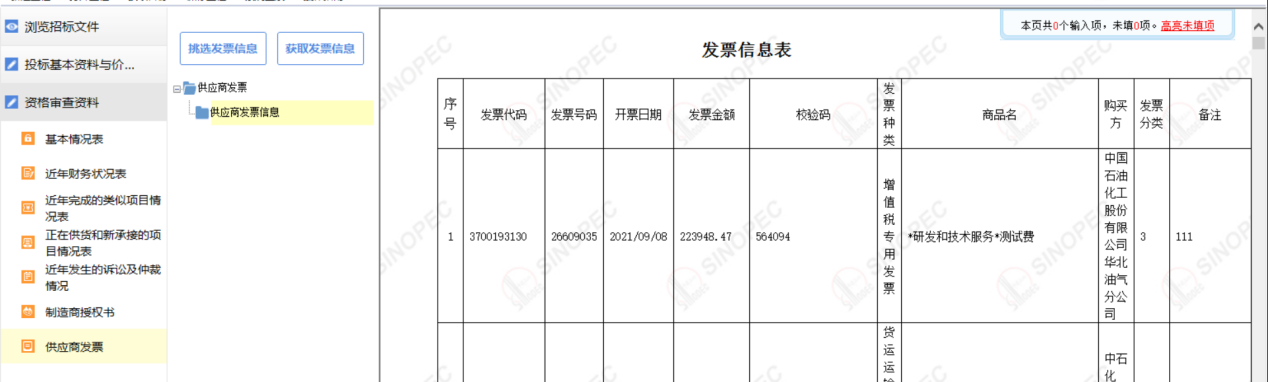 浏览招标文件
投标基本资料与价...
资格审查资料
基本情况表
近年财务状况表
近年完成的类似项目情
况表
正在供货和新承接的项
目情况表
近年发生的诉讼及仲裁
情况
制造商授权书
供应商发票
挑选发票信息
获取发票信息
供应商发票
供应商发票信息
本页共0个输入项，未填0项。高亮未填项
发票信息表
序号 发票代码 发票号码 开票日期 发票金额 校验码 发票种类 商品名 购买方 发票分类 备注
1 3700193130 26609035 2021/09/08 223948.47 564094 增值税专用发票 *研发和技术服务*测试费 中国石油化工股份有限公司华北油气分公司 3 111
货运运输
中石化
SINOPEC